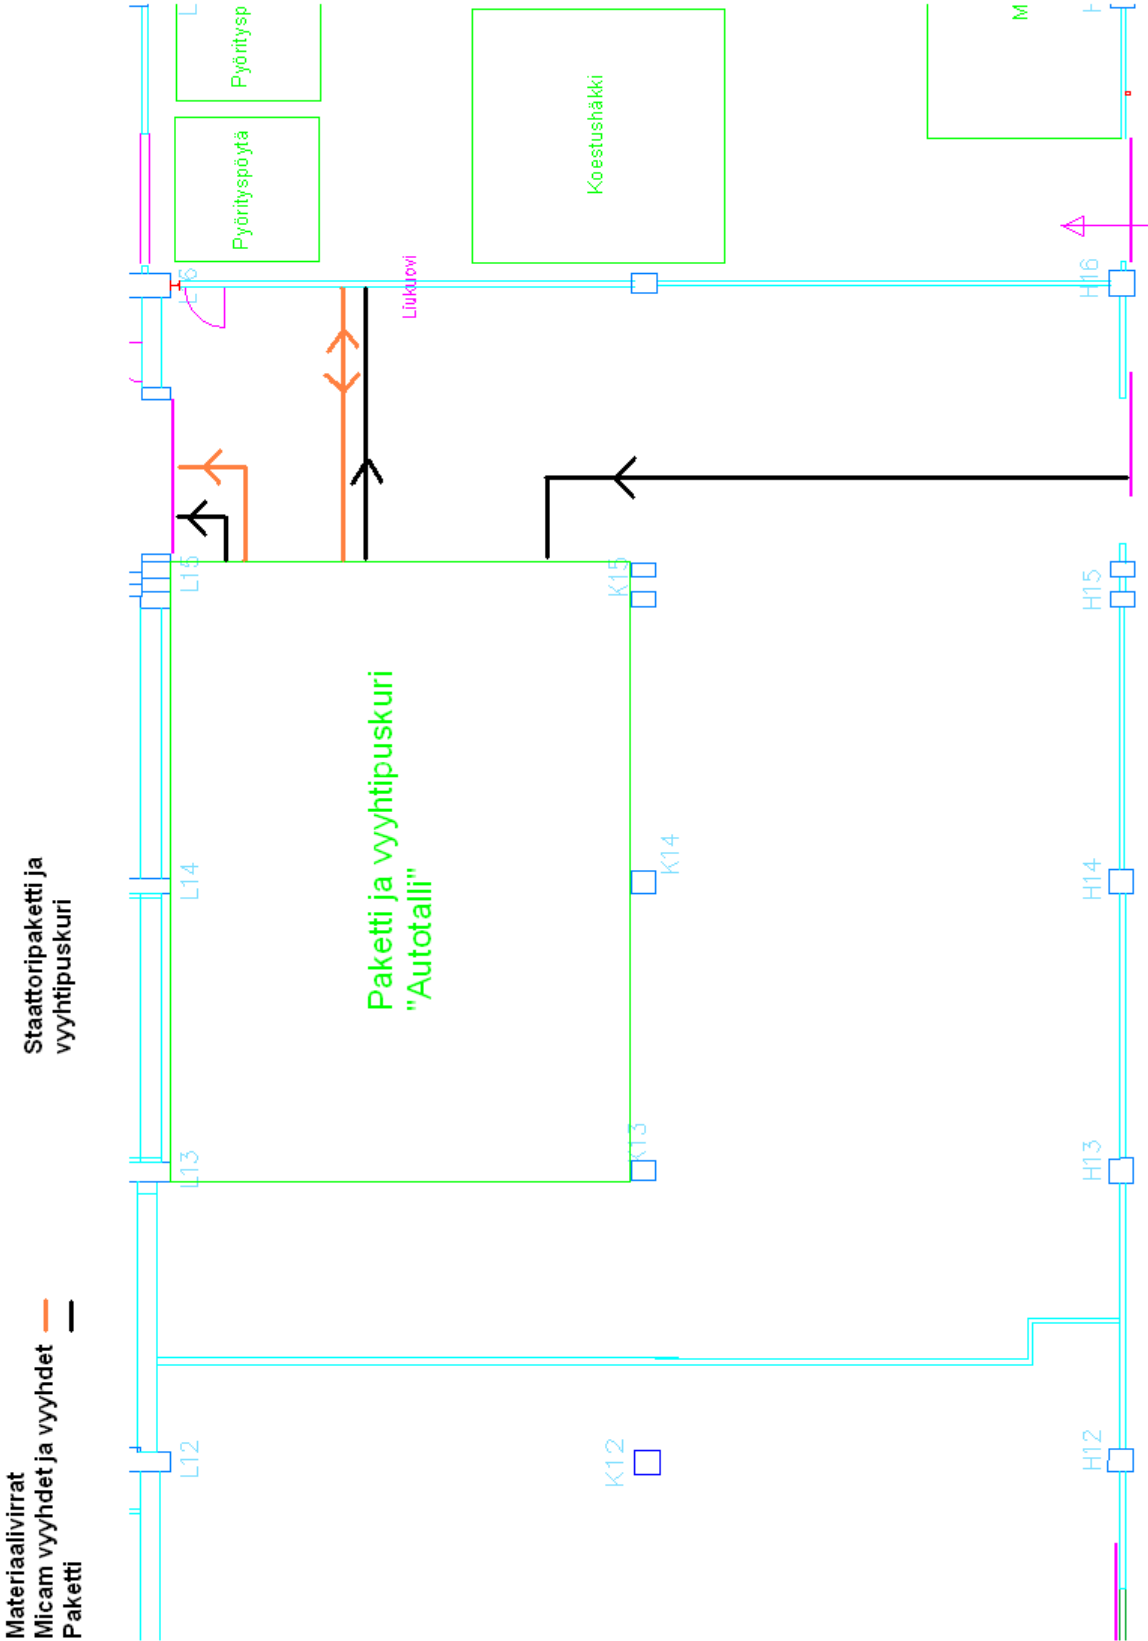 Materiaalivirrat
Micam vyyhdet ja vyyhdet
Paketti
Staattoripaketti ja
vyyhtipuskuri
Pyöritysp
Pyörityspöytä
Koestushäkki
M
Liukuovi
Paketti ja vyyhtipuskuri
"Autotalli"
L12
L13
L14
L15
K12
K13
K14
K15
H12
H13
H14
H15
H16